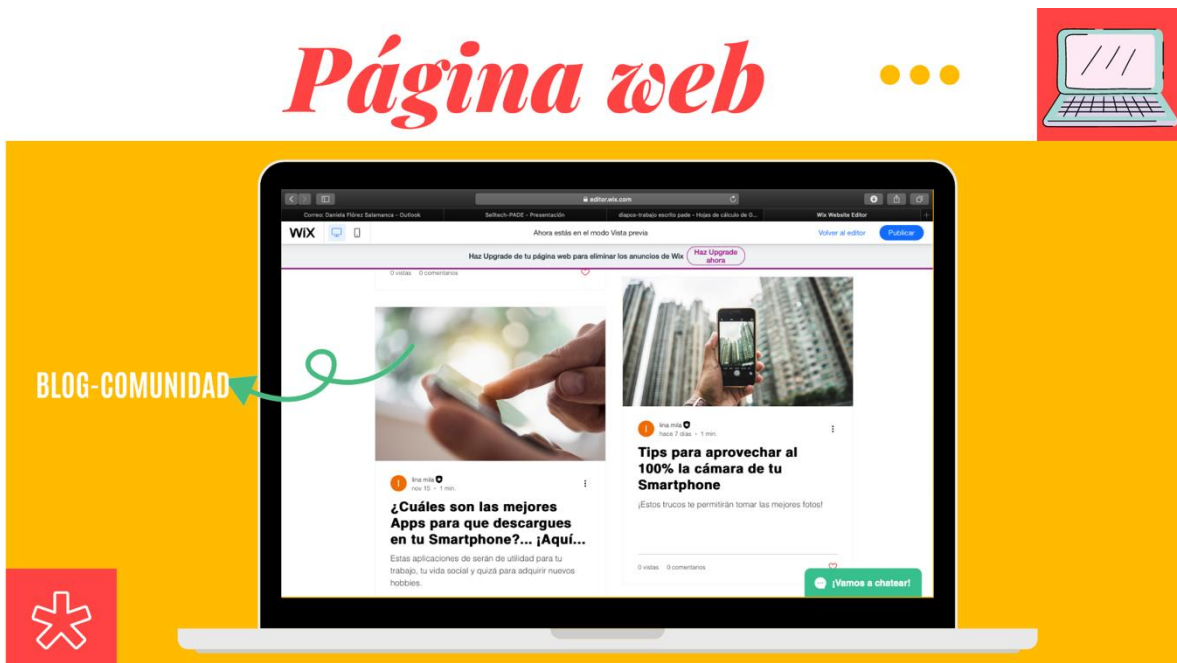 Página web
editor.wix.com
Correo: Daniela Flórez Salamanca - Outlook
Selltech-PADE - Presentación
diapos-trabajo escrito pade - Hojas de cálculo de G...
Wix Website Editor
WiX
Ahora estás en el modo Vista previa
Volver al editor
Publicar
Haz Upgrade de tu página web para eliminar los anuncios de Wix
Haz Upgrade
ahora
0 vistas 0 comentarios
BLOG-COMUNIDAD
lina mila
nov 15 • 1 min.
¿Cuáles son las mejores
Apps para que descargues
en tu Smartphone?... ¡Aquí...
Estas aplicaciones de serán de utilidad para tu
trabajo, tu vida social y quizá para adquirir nuevos
hobbies.
lina mila
hace 7 días • 1 min.
Tips para aprovechar al
100% la cámara de tu
Smartphone
¡Estos trucos te permitirán tomar las mejores fotos!
0 vistas 0 comentarios
¡Vamos a chatear!